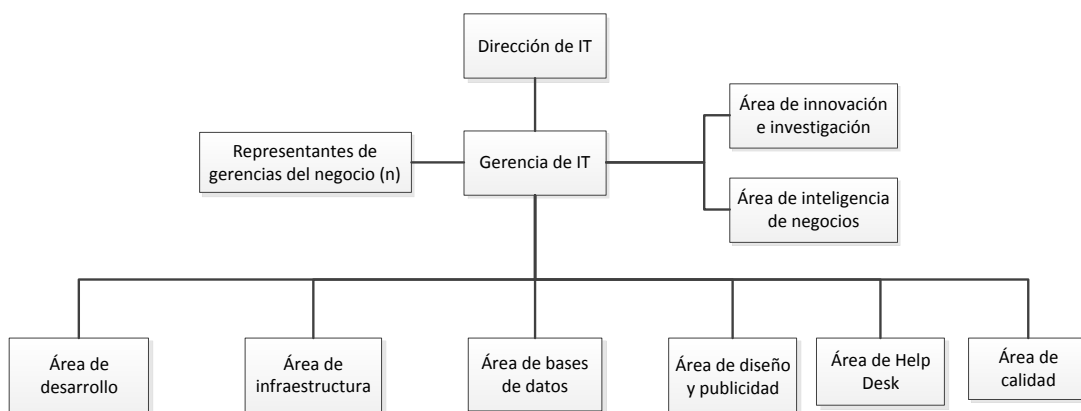 Dirección de IT
Área de innovación
e investigación
Representantes de
gerencias del negocio (n)
Gerencia de IT
Área de inteligencia
de negocios
Área de
desarrollo
Área de
infraestructura
Área de bases
de datos
Área de diseño
y publicidad
Área de Help
Desk
Área de
calidad